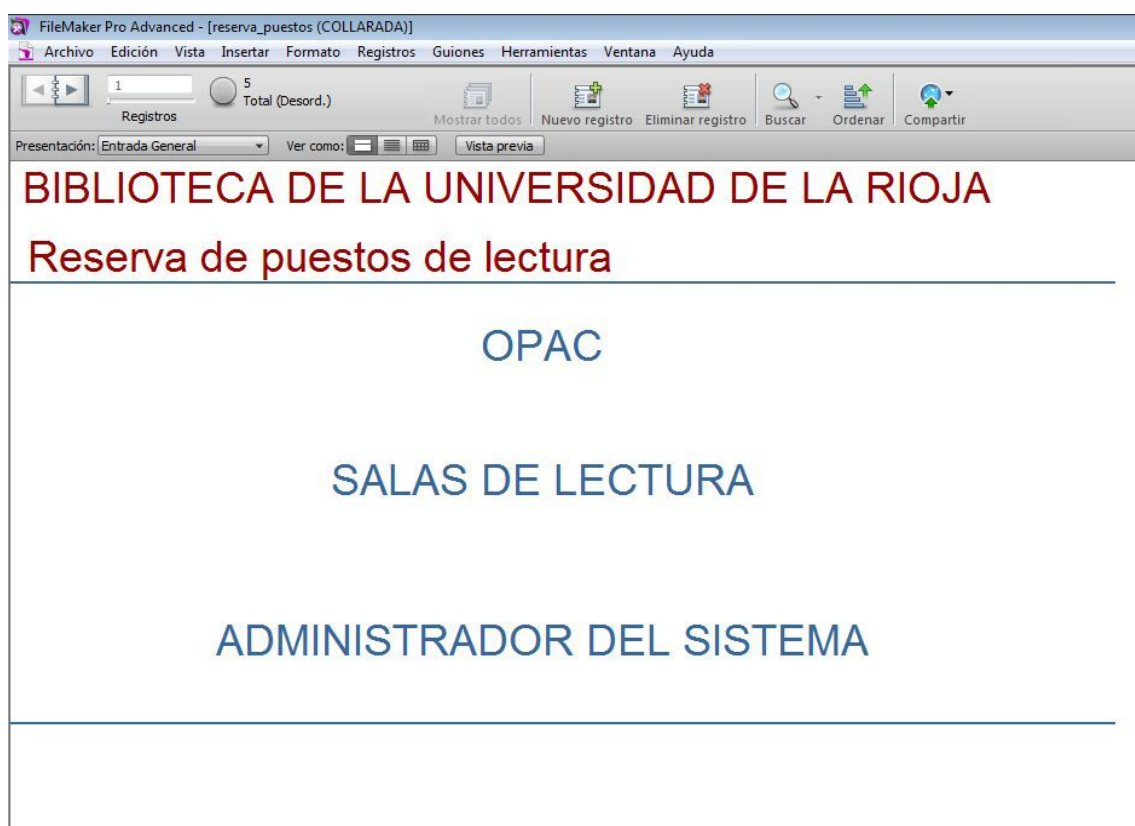 FileMaker Pro Advanced - [reserva_puestos (COLLARADA)]
Archivo Edición Vista Insertar Formato Registros Guiones Herramientas Ventana Ayuda
1
5
Total (Desord.)
Registros
Mostrar todos Nuevo registro Eliminar registro Buscar Ordenar Compartir
Presentación: Entrada General Ver como: Vista previa
BIBLIOTECA DE LA UNIVERSIDAD DE LA RIOJA
Reserva de puestos de lectura
OPAC
SALAS DE LECTURA
ADMINISTRADOR DEL SISTEMA